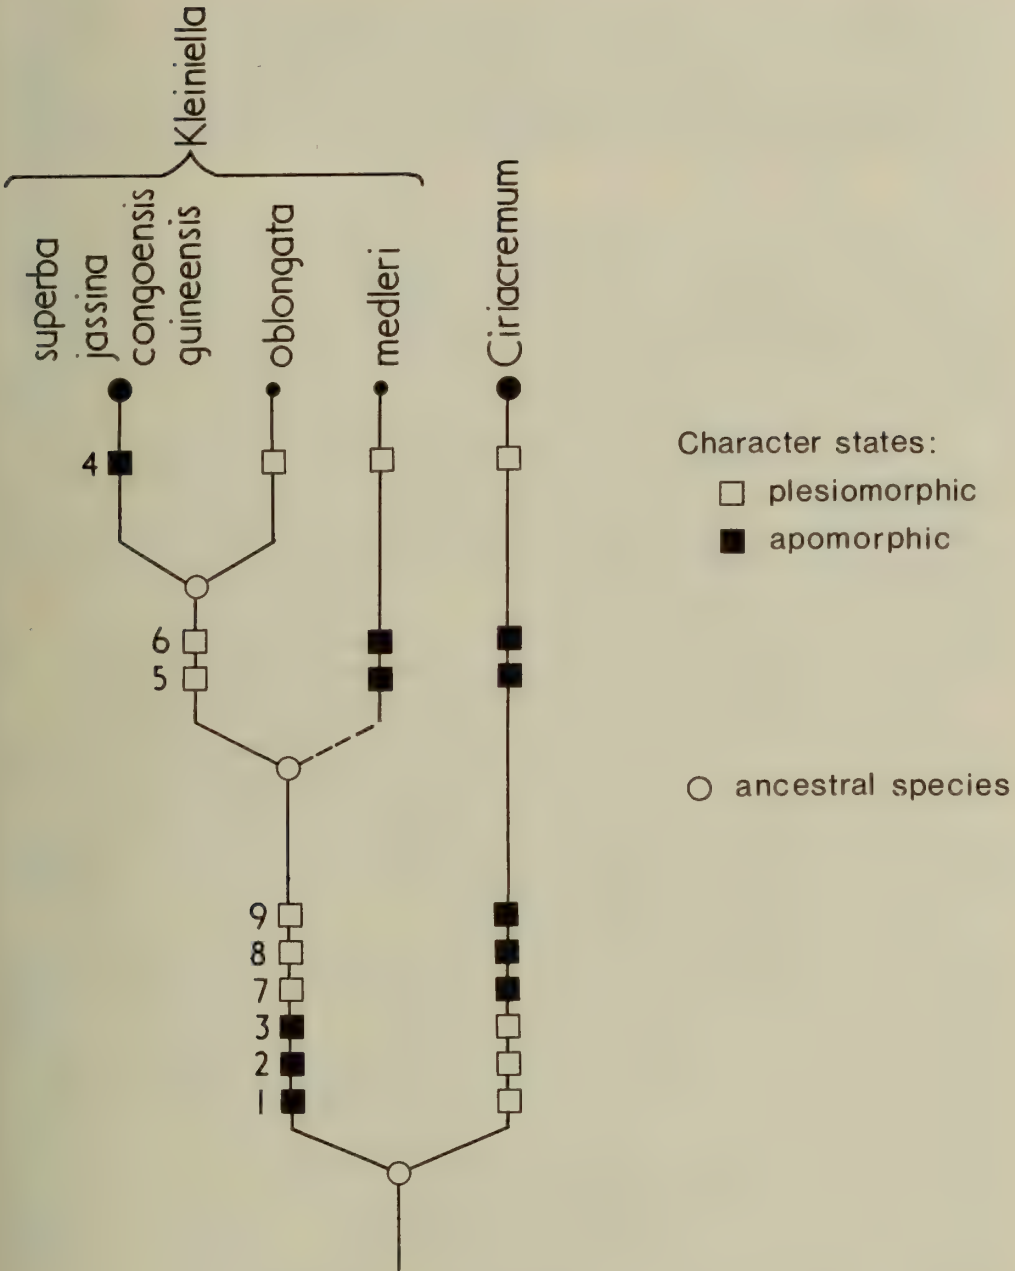 Kleiniella
superba
jassina
congoensis
guineensis
oblongata
medleri
Ciriacremum
4
Character states:
plesiomorphic
apomorphic
6
5
ancestral species
9
8
7
3
2
1